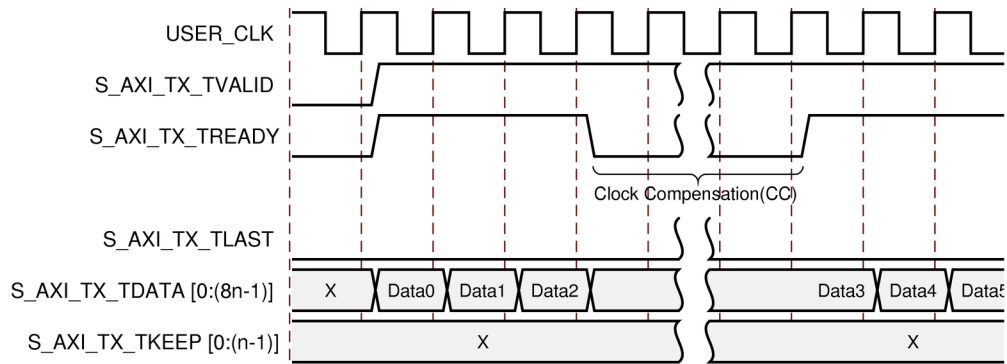 USER_CLK
S_AXI_TX_TVALID
S_AXI_TX_TREADY
Clock Compensation(CC)
S_AXI_TX_TLAST
S_AXI_TX_TDATA [0:(8n-1)] X Data0 Data1 Data2 Data3 Data4 Data5
S_AXI_TX_TKEEP [0:(n-1)] X X